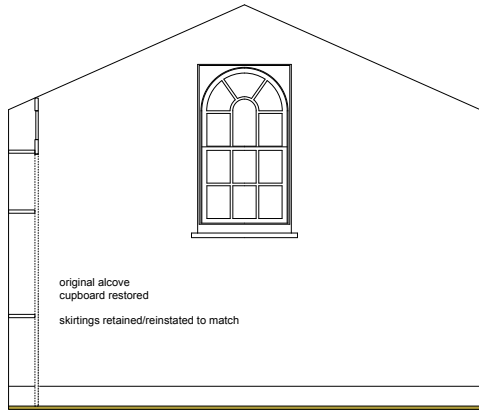 original alcove
cupboard restored
skirtings retained/reinstated to match